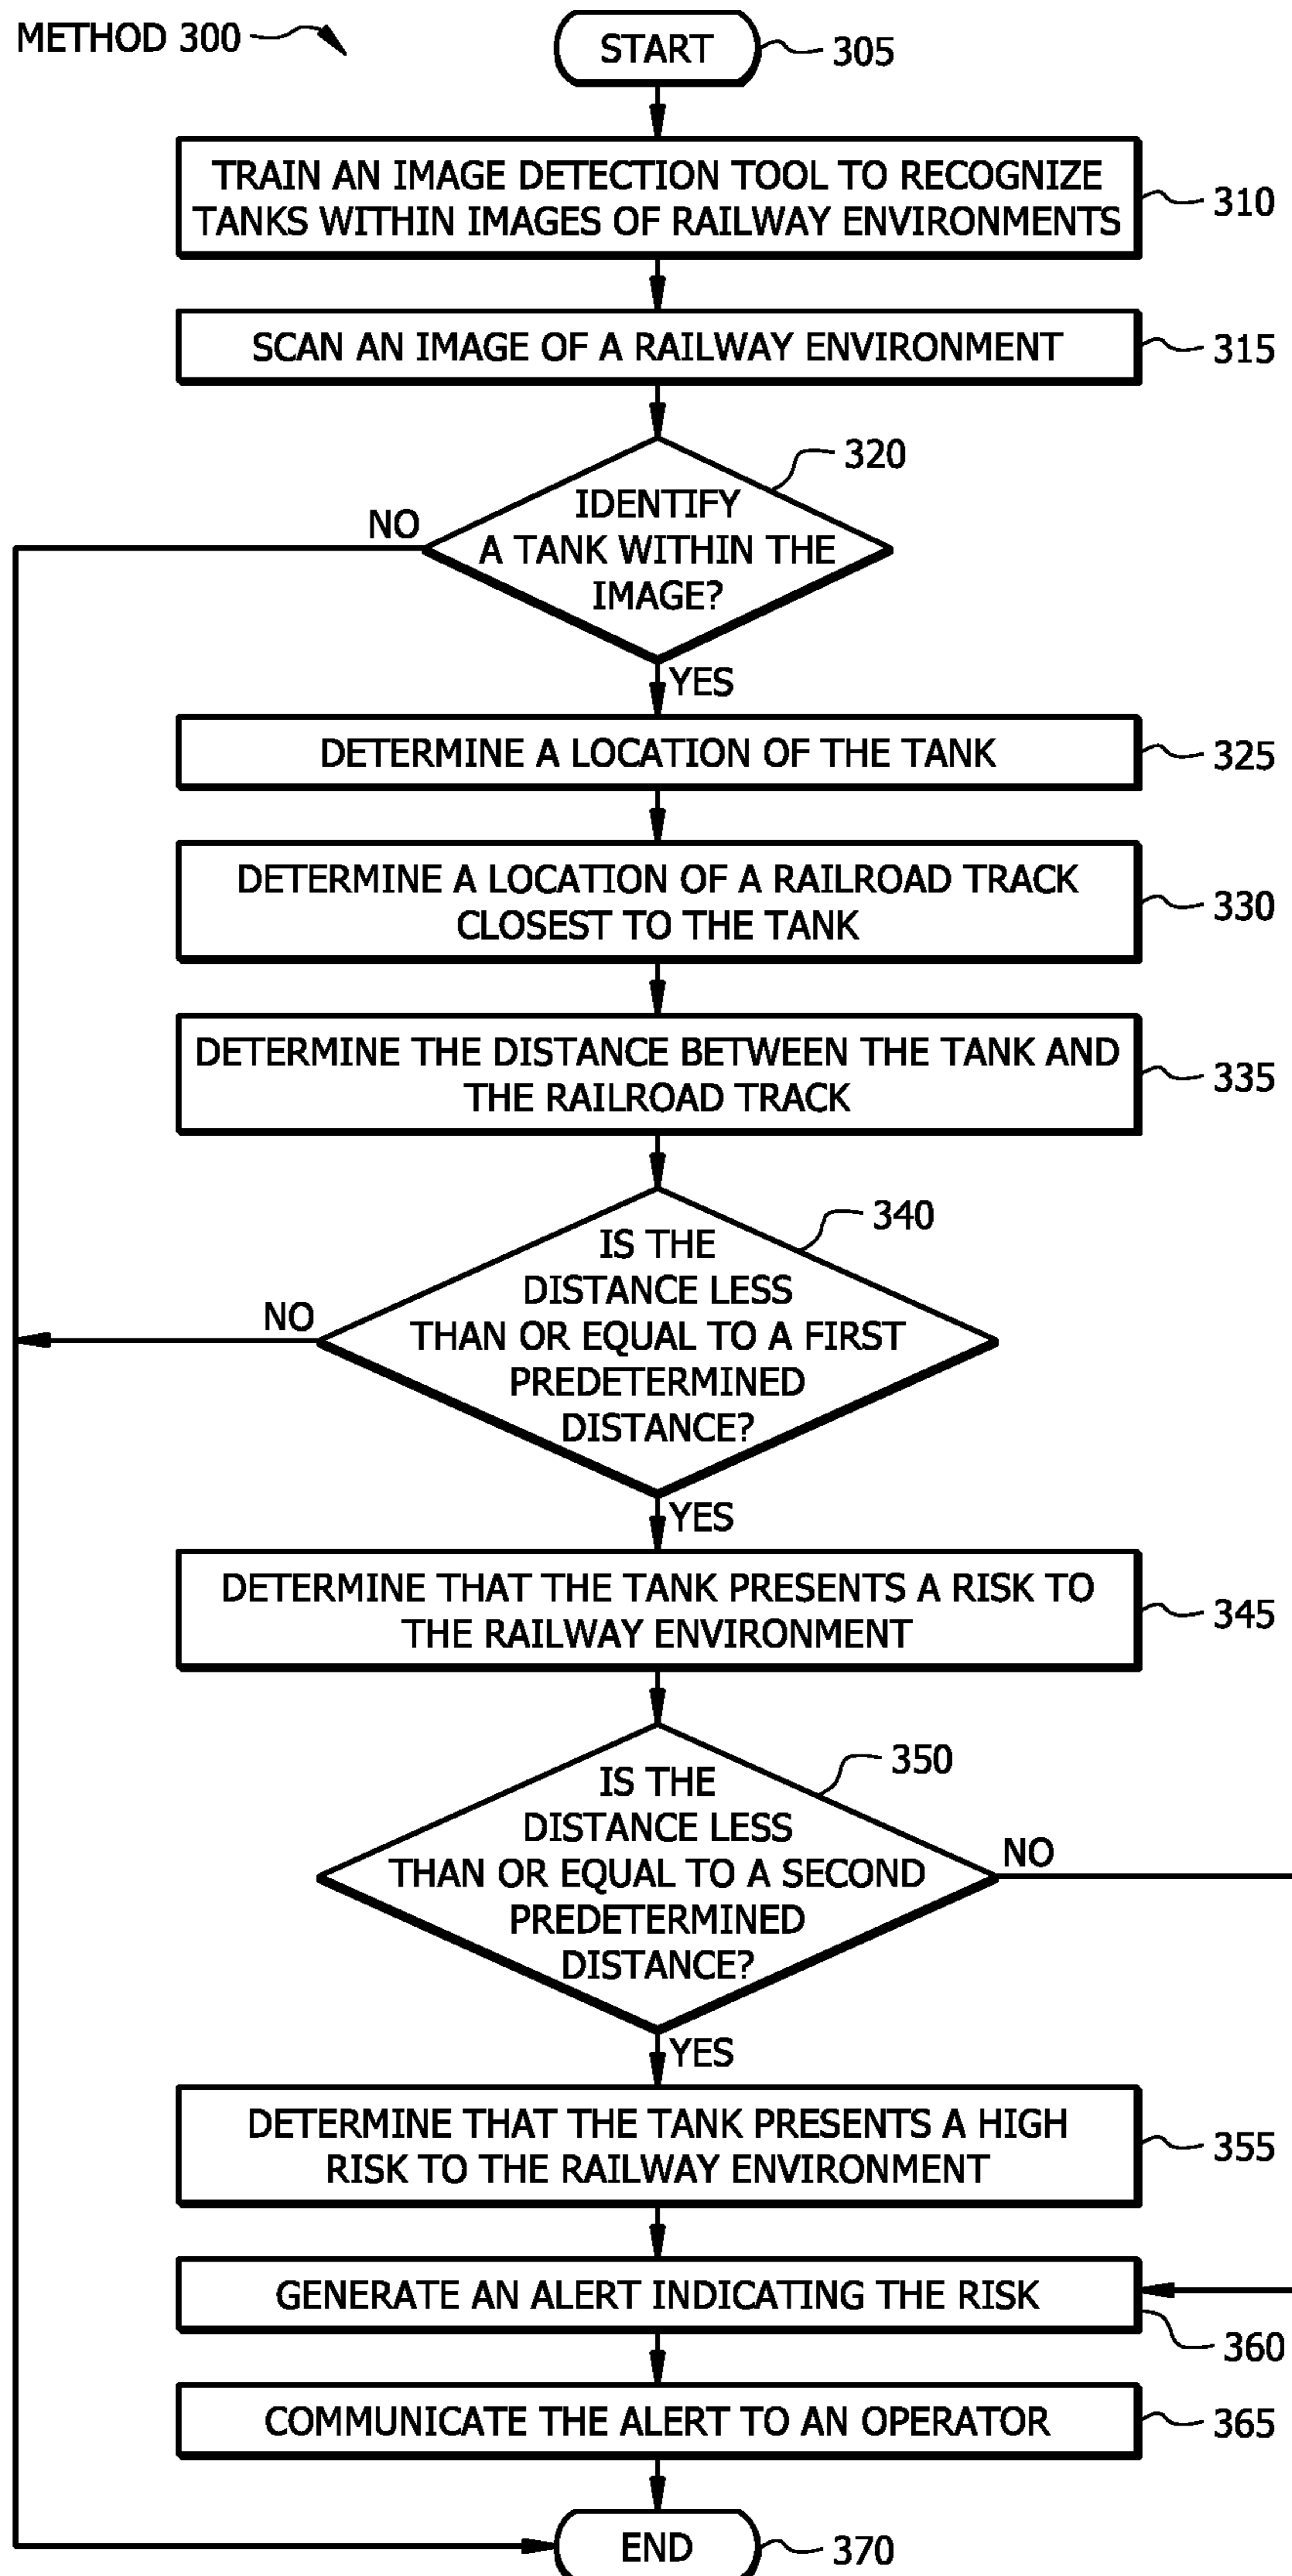 METHOD 300
START
305
TRAIN AN IMAGE DETECTION TOOL TO RECOGNIZE
TANKS WITHIN IMAGES OF RAILWAY ENVIRONMENTS
310
SCAN AN IMAGE OF A RAILWAY ENVIRONMENT
315
320
IDENTIFY
A TANK WITHIN THE
IMAGE?
NO
YES
DETERMINE A LOCATION OF THE TANK
325
DETERMINE A LOCATION OF A RAILROAD TRACK
CLOSEST TO THE TANK
330
DETERMINE THE DISTANCE BETWEEN THE TANK AND
THE RAILROAD TRACK
335
340
IS THE
DISTANCE LESS
THAN OR EQUAL TO A FIRST
PREDETERMINED
DISTANCE?
NO
YES
DETERMINE THAT THE TANK PRESENTS A RISK TO
THE RAILWAY ENVIRONMENT
345
350
IS THE
DISTANCE LESS
THAN OR EQUAL TO A SECOND
PREDETERMINED
DISTANCE?
NO
YES
DETERMINE THAT THE TANK PRESENTS A HIGH
RISK TO THE RAILWAY ENVIRONMENT
355
GENERATE AN ALERT INDICATING THE RISK
360
COMMUNICATE THE ALERT TO AN OPERATOR
365
END
370